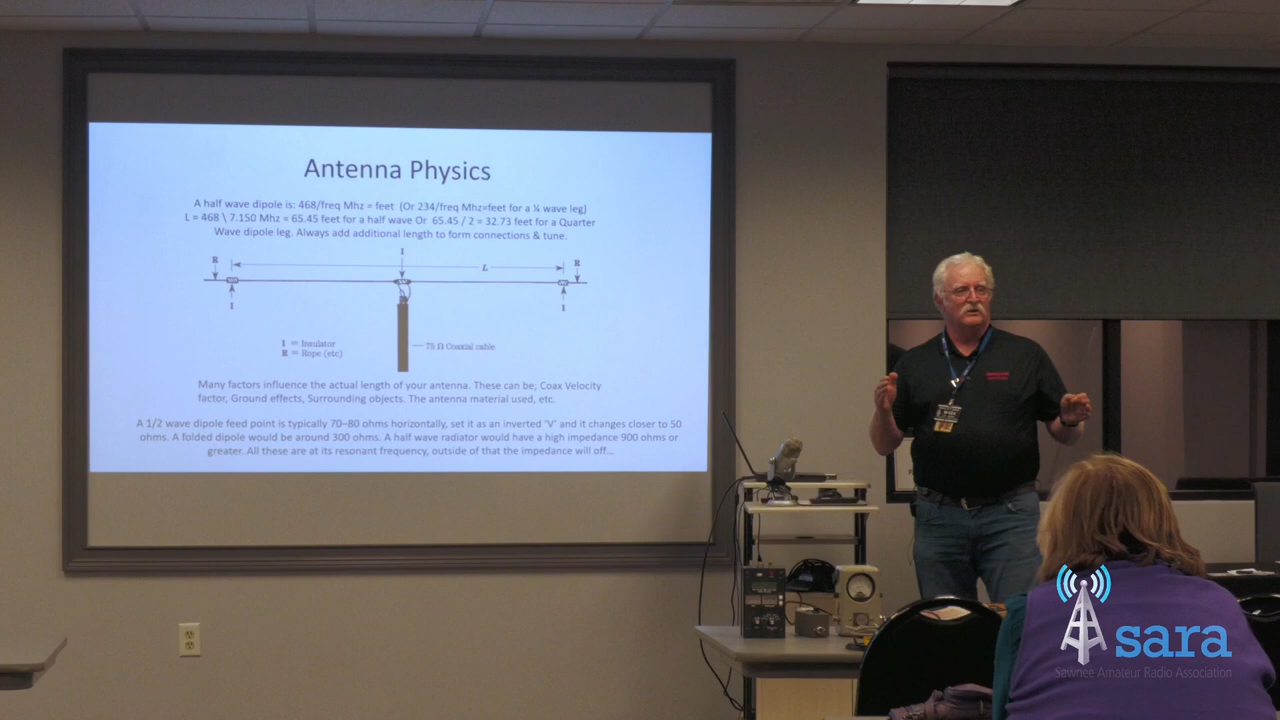 Antenna Physics
A half wave dipole is: 468/freq Mhz = feet (Or 234/freq Mhz=feet for a ¼ wave leg)
L = 468 \ 7.150 Mhz = 65.45 feet for a half wave Or 65.45 / 2 = 32.73 feet for a Quarter
Wave dipole leg. Always add additional length to form connections & tune.
R I R
L
I I
I = Insulator
R = Rope (etc)
75 Ω Coaxial cable
Many factors influence the actual length of your antenna. These can be; Coax Velocity
factor, Ground effects, Surrounding objects. The antenna material used, etc.
A 1/2 wave dipole feed point is typically 70–80 ohms horizontally, set it as an inverted 'V' and it changes closer to 50
ohms. A folded dipole would be around 300 ohms. A half wave radiator would have a high impedance 900 ohms or
greater. All these are at its resonant frequency, outside of that the impedance will off...
sara
Sawnee Amateur Radio Association